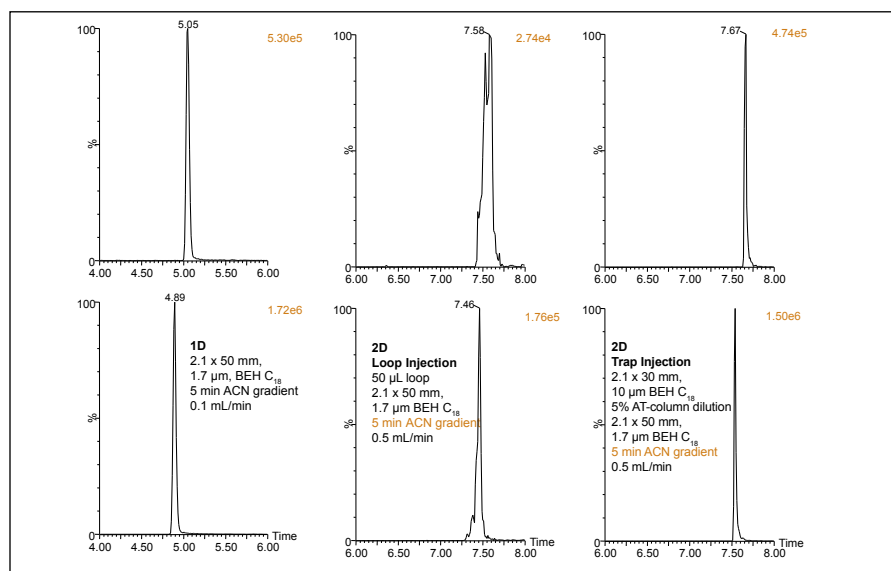 5.05
5.30e5
100
%
0
4.00 4.50 5.00 5.50 6.00
7.58
2.74e4
100
%
0
6.00 6.50 7.00 7.50 8.00
7.67
4.74e5
100
%
0
6.00 6.50 7.00 7.50 8.00
4.89
1.72e6
100
%
0
1D
2.1 x 50 mm,
1.7 µm, BEH C18
5 min ACN gradient
0.1 mL/min
Time
4.00 4.50 5.00 5.50 6.00
7.46
1.76e5
100
%
0
2D
Loop Injection
50 µL loop
2.1 x 50 mm,
1.7 µm BEH C18
5 min ACN gradient
0.5 mL/min
Time
6.00 6.50 7.00 7.50 8.00
1.50e6
100
%
0
2D
Trap Injection
2.1 x 30 mm,
10 µm BEH C18
5% AT-column dilution
2.1 x 50 mm,
1.7 µm BEH C18
5 min ACN gradient
0.5 mL/min
Time
6.00 6.50 7.00 7.50 8.00